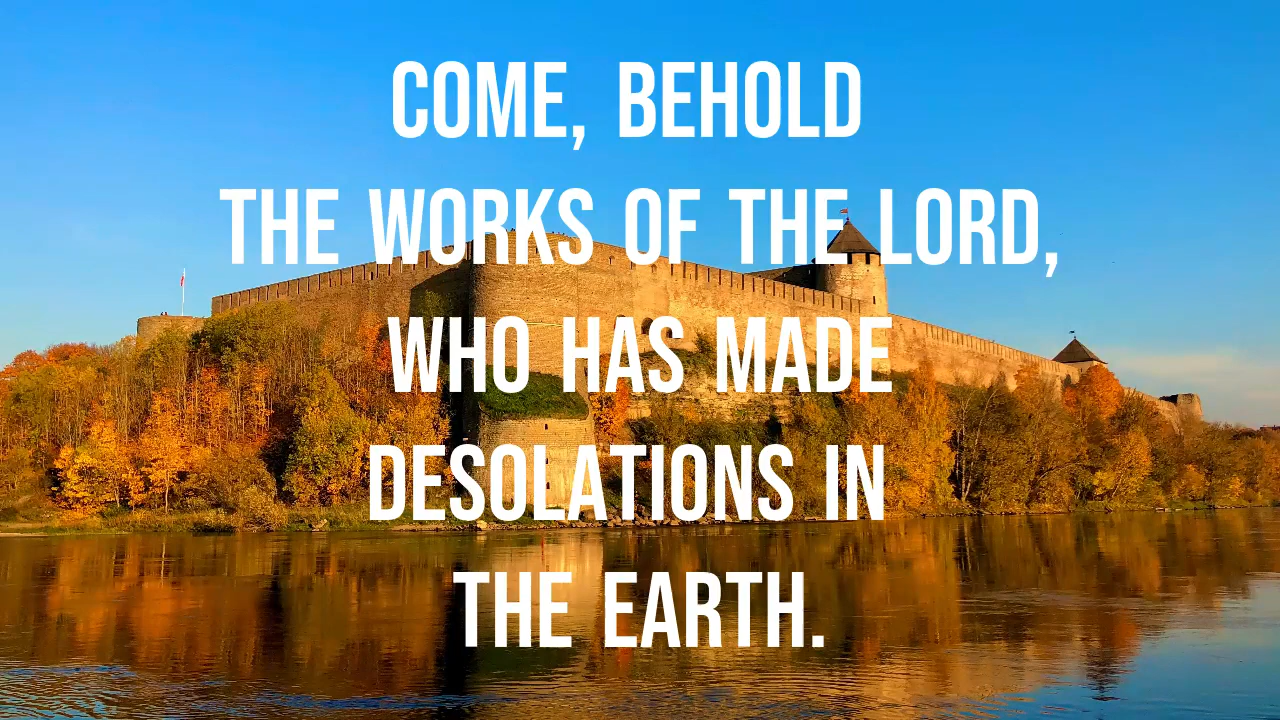 COME, BEHOLD
THE WORKS OF THE LORD,
WHO HAS MADE
DESOLATIONS IN
THE EARTH.